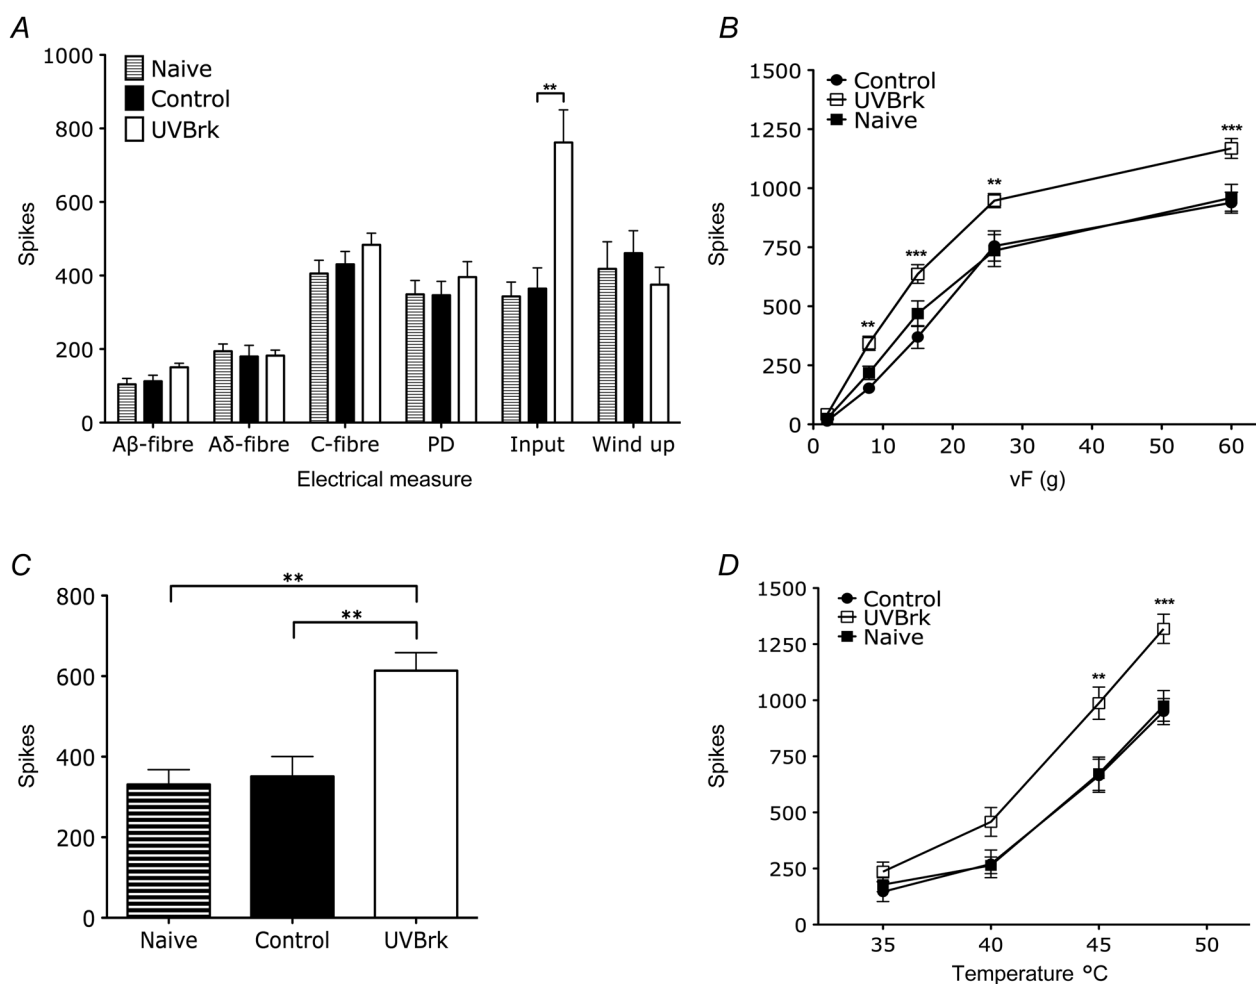 A
1000
800
600
400
200
0
Spikes
Naive
Control
UVBrk
**
Aβ-fibre Aδ-fibre C-fibre PD Input Wind up
Electrical measure
B
1500
1250
1000
750
500
250
0
Spikes
Control
UVBrk
Naive
**
***
**
***
0 10 20 30 40 50 60
vF (g)
C
800
600
400
200
0
Spikes
**
**
Naive Control UVBrk
D
1500
1250
1000
750
500
250
0
Spikes
Control
UVBrk
Naive
**
***
35 40 45 50
Temperature °C